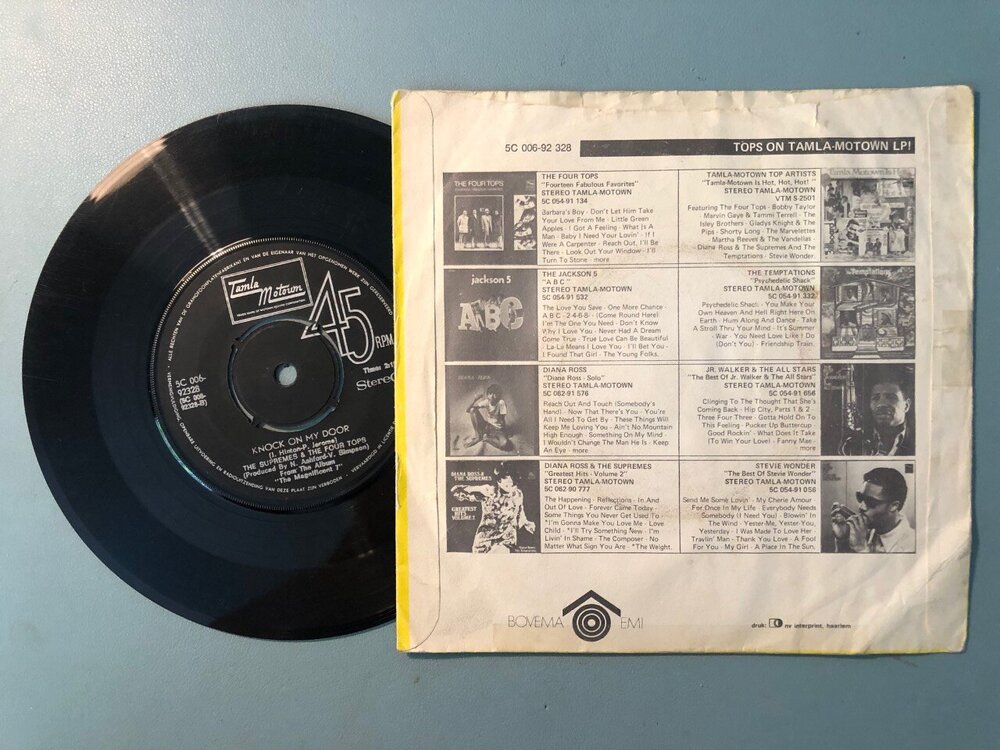 Tamla
Motown
45
RPM
Stereo
5C 006-
92328
(5C 006-
92328-B)
KNOCK ON MY DOOR
(I. Hinton-P. Jerome)
THE SUPREMES & THE FOUR TOPS
(Produced By N. Ashford-V. Simpson)
From The Album
"The Magnificent 7"
5C 006-92 328
TOPS ON TAMLA-MOTOWN LP!
THE FOUR TOPS
THE FOUR TOPS
"Fourteen Fabulous Favorites"
STEREO TAMLA-MOTOWN
5C 054-91 134
Barbara's Boy - Don't Let Him Take
Your Love From Me - Little Green
Apples - I Got A Feeling - What Is A
Man - Baby I Need Your Lovin' - If I
Were A Carpenter - Reach Out, I'll Be
There - Look Out Your Window - I'll
Turn To Stone - more
TAMLA-MOTOWN TOP ARTISTS
"Tamla-Motown Is Hot, Hot, Hot!"
STEREO TAMLA-MOTOWN
VTM S-2501
Featuring The Four Tops - Bobby Taylor
- Marvin Gaye & Tammi Terrell - The
Isley Brothers - Gladys Knight & The
Pips - Shorty Long - The Marvelettes
- Martha Reeves & The Vandellas -
Diana Ross & The Supremes And The
Temptations - Stevie Wonder.
jackson 5
ABC
THE JACKSON 5
"A B C"
STEREO TAMLA-MOTOWN
5C 054-91 532
The Love You Save - One More Chance -
A B C - 2-4-6-8 - (Come Round Here)
I'm The One You Need - Don't Know
Why I Love You - Never Had A Dream
Come True - True Love Can Be Beautiful
- La-La Means I Love You - I'll Bet You -
I Found That Girl - The Young Folks.
THE TEMPTATIONS
"Psychedelic Shack"
STEREO TAMLA-MOTOWN
5C 054-91 332
Psychedelic Shack - You Make Your
Own Heaven And Hell Right Here On
Earth - Hum Along And Dance - Take
A Stroll Thru Your Mind - It's Summer
- War - You Need Love Like I Do
(Don't You) - Friendship Train.
Temptations
DIANA ROSS
"Diana Ross - Solo"
STEREO TAMLA-MOTOWN
5C 062-91 576
Reach Out And Touch (Somebody's
Hand) - Now That There's You - You're
All I Need To Get By - These Things Will
Keep Me Loving You - Ain't No Mountain
High Enough - Something On My Mind -
I Wouldn't Change The Man He Is - Keep
An Eye - more
JR. WALKER & THE ALL STARS
"The Best Of Jr. Walker & The All Stars"
STEREO TAMLA-MOTOWN
5C 054-91 656
Clinging To The Thought That She's
Coming Back - Hip City, Parts 1 & 2 -
Three Four Three - Gotta Hold On To
This Feeling - Pucker Up Buttercup -
Good Rockin' - What Does It Take
(To Win Your Love) - Fanny Mae -
more
DIANA ROSS &
THE SUPREMES
GREATEST
HITS
VOLUME 2
DIANA ROSS & THE SUPREMES
"Greatest Hits - Volume 2"
STEREO TAMLA-MOTOWN
5C 062-90 777
The Happening - Reflections - In And
Out Of Love - Forever Came Today -
Some Things You Never Get Used To -
*I'm Gonna Make You Love Me - Love
Child - *I'll Try Something New - I'm
Livin' In Shame - The Composer - No
Matter What Sign You Are - *The Weight.
STEVIE WONDER
"The Best Of Stevie Wonder"
STEREO TAMLA-MOTOWN
5C 054-91 056
Send Me Some Lovin' - My Cherie Amour -
For Once In My Life - Everybody Needs
Somebody (I Need You) - Blowin' In
The Wind - Yester-Me, Yester-You,
Yesterday - I Was Made To Love Her -
Travlin' Man - Thank You Love - A Fool
For You - My Girl - A Place In The Sun.
BOVEMA EMI
druk: nv interprint, haarlem